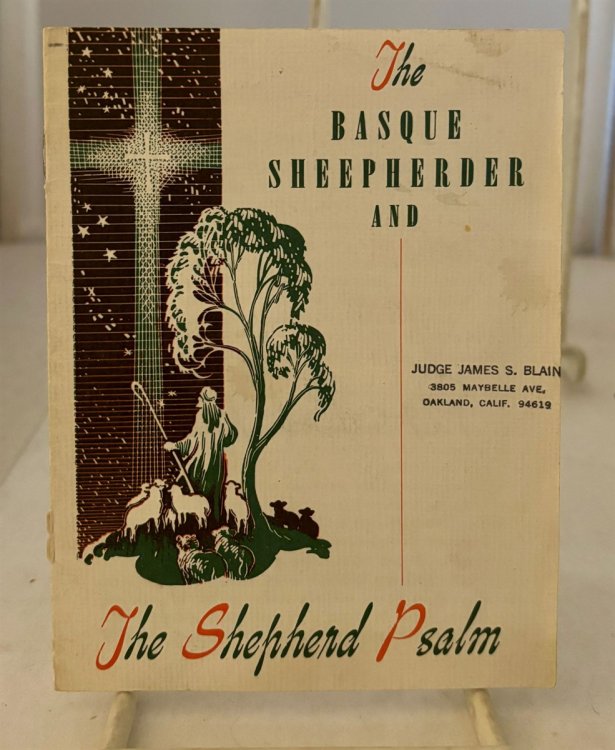 The
BASQUE
SHEEPHERDER
AND
JUDGE JAMES S. BLAIN
3805 MAYBELLE AVE,
OAKLAND, CALIF. 94619
The Shepherd Psalm